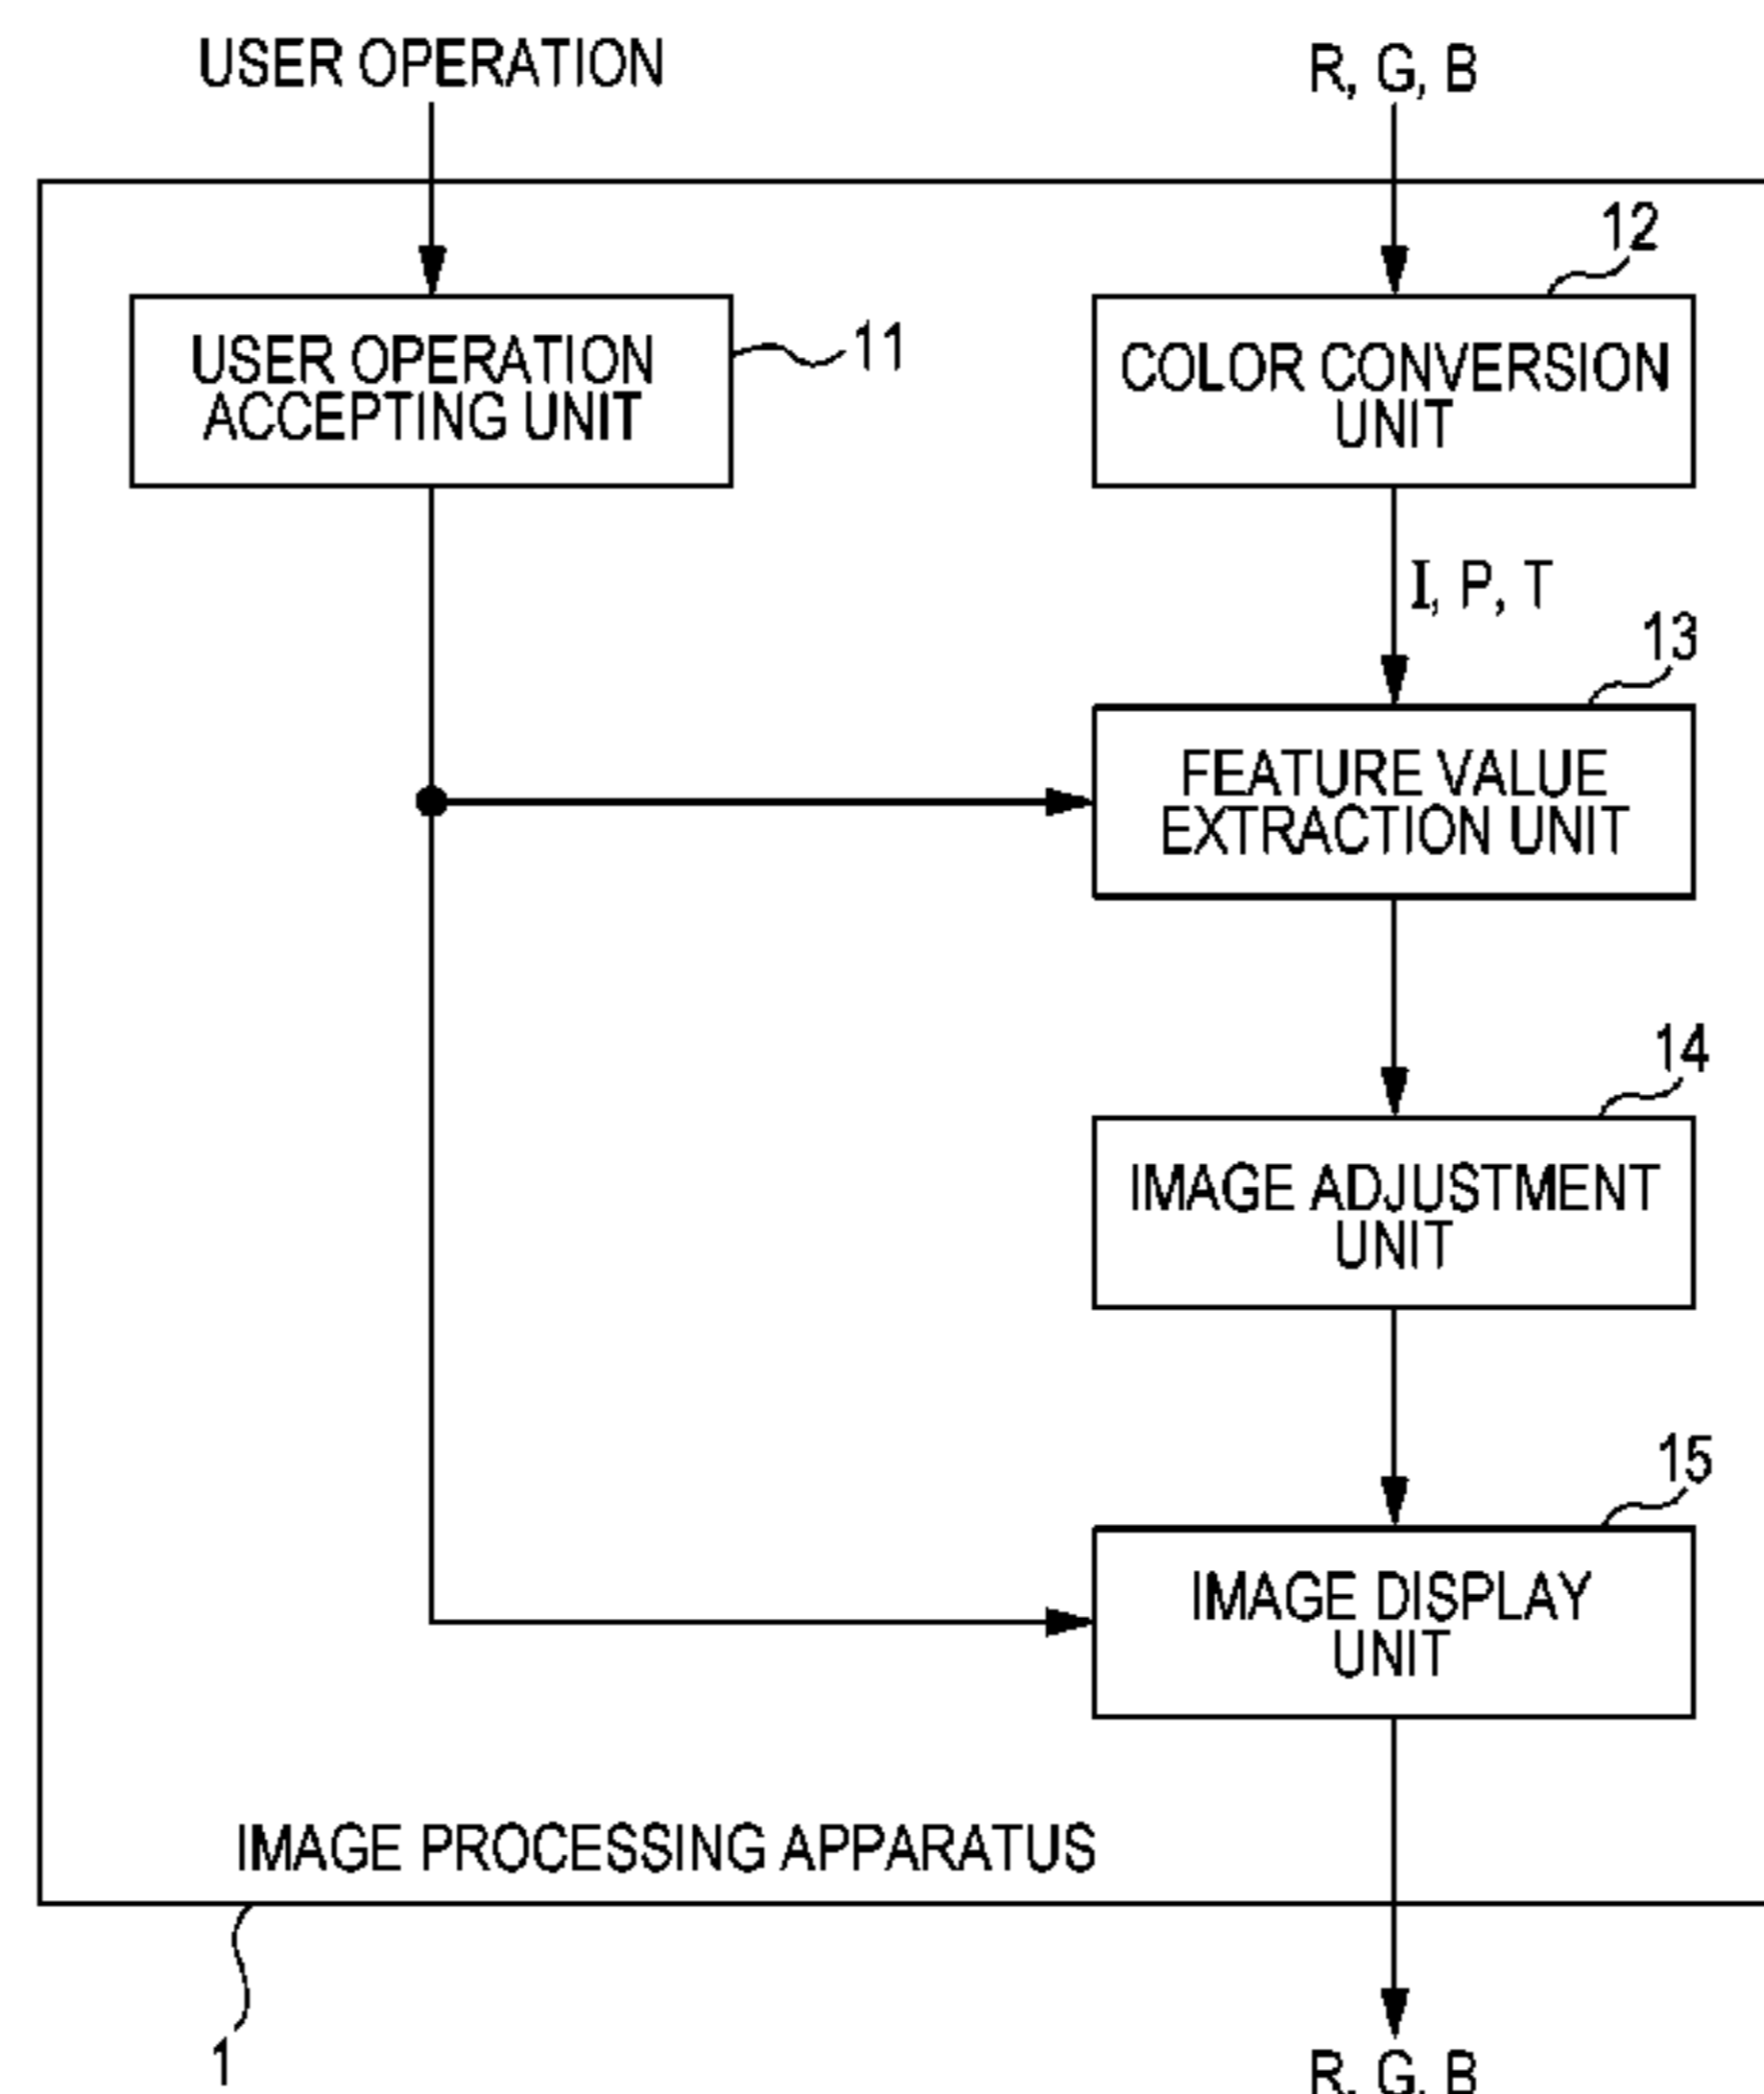 USER OPERATION
R, G, B
12
USER OPERATION
ACCEPTING UNIT
11
COLOR CONVERSION
UNIT
I, P, T
13
FEATURE VALUE
EXTRACTION UNIT
14
IMAGE ADJUSTMENT
UNIT
15
IMAGE DISPLAY
UNIT
IMAGE PROCESSING APPARATUS
1
R, G, B